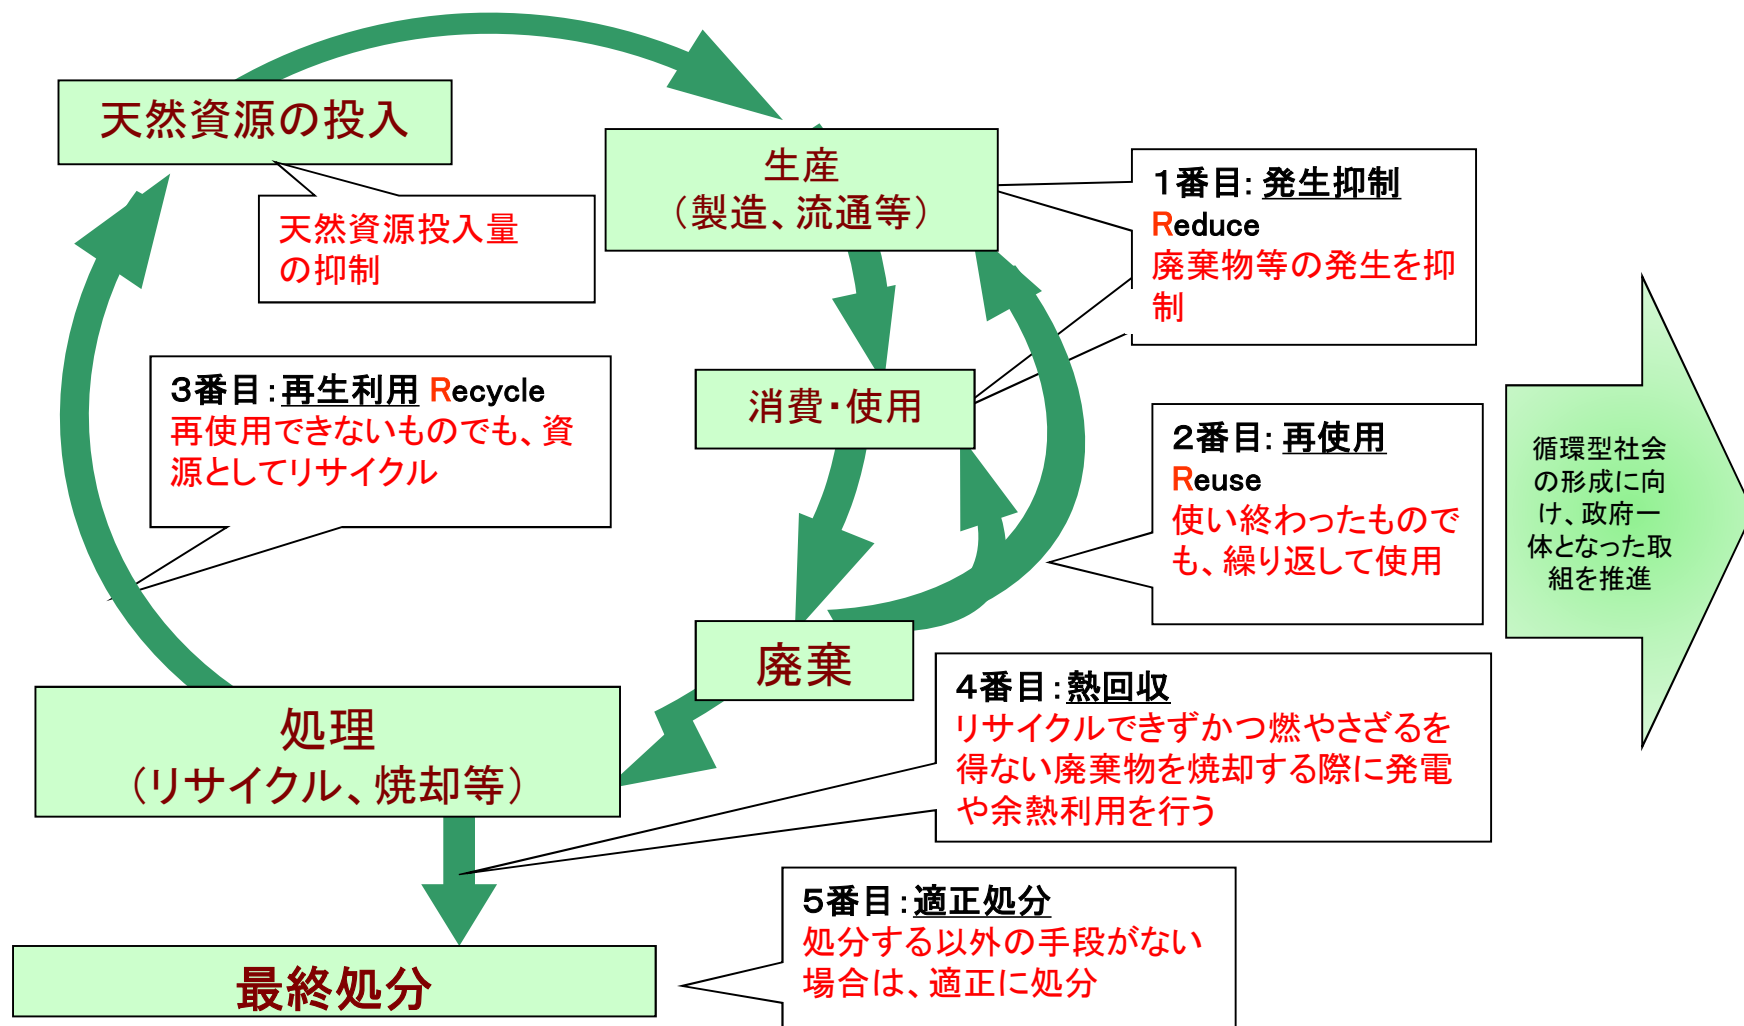 天然資源の投入
天然資源投入量
の抑制
生産
（製造、流通等）
１番目：発生抑制
Reduce
廃棄物等の発生を抑
制
３番目：再生利用 Recycle
再使用できないものでも、資
源としてリサイクル
消費・使用
２番目：再使用
Reuse
使い終わったもので
も、繰り返して使用
循環型社会
の形成に向
け、政府一
体となった取
組を推進
廃棄
処理
（リサイクル、焼却等）
４番目：熱回収
リサイクルできずかつ燃やさざるを
得ない廃棄物を焼却する際に発電
や余熱利用を行う
５番目：適正処分
処分する以外の手段がない
場合は、適正に処分
最終処分